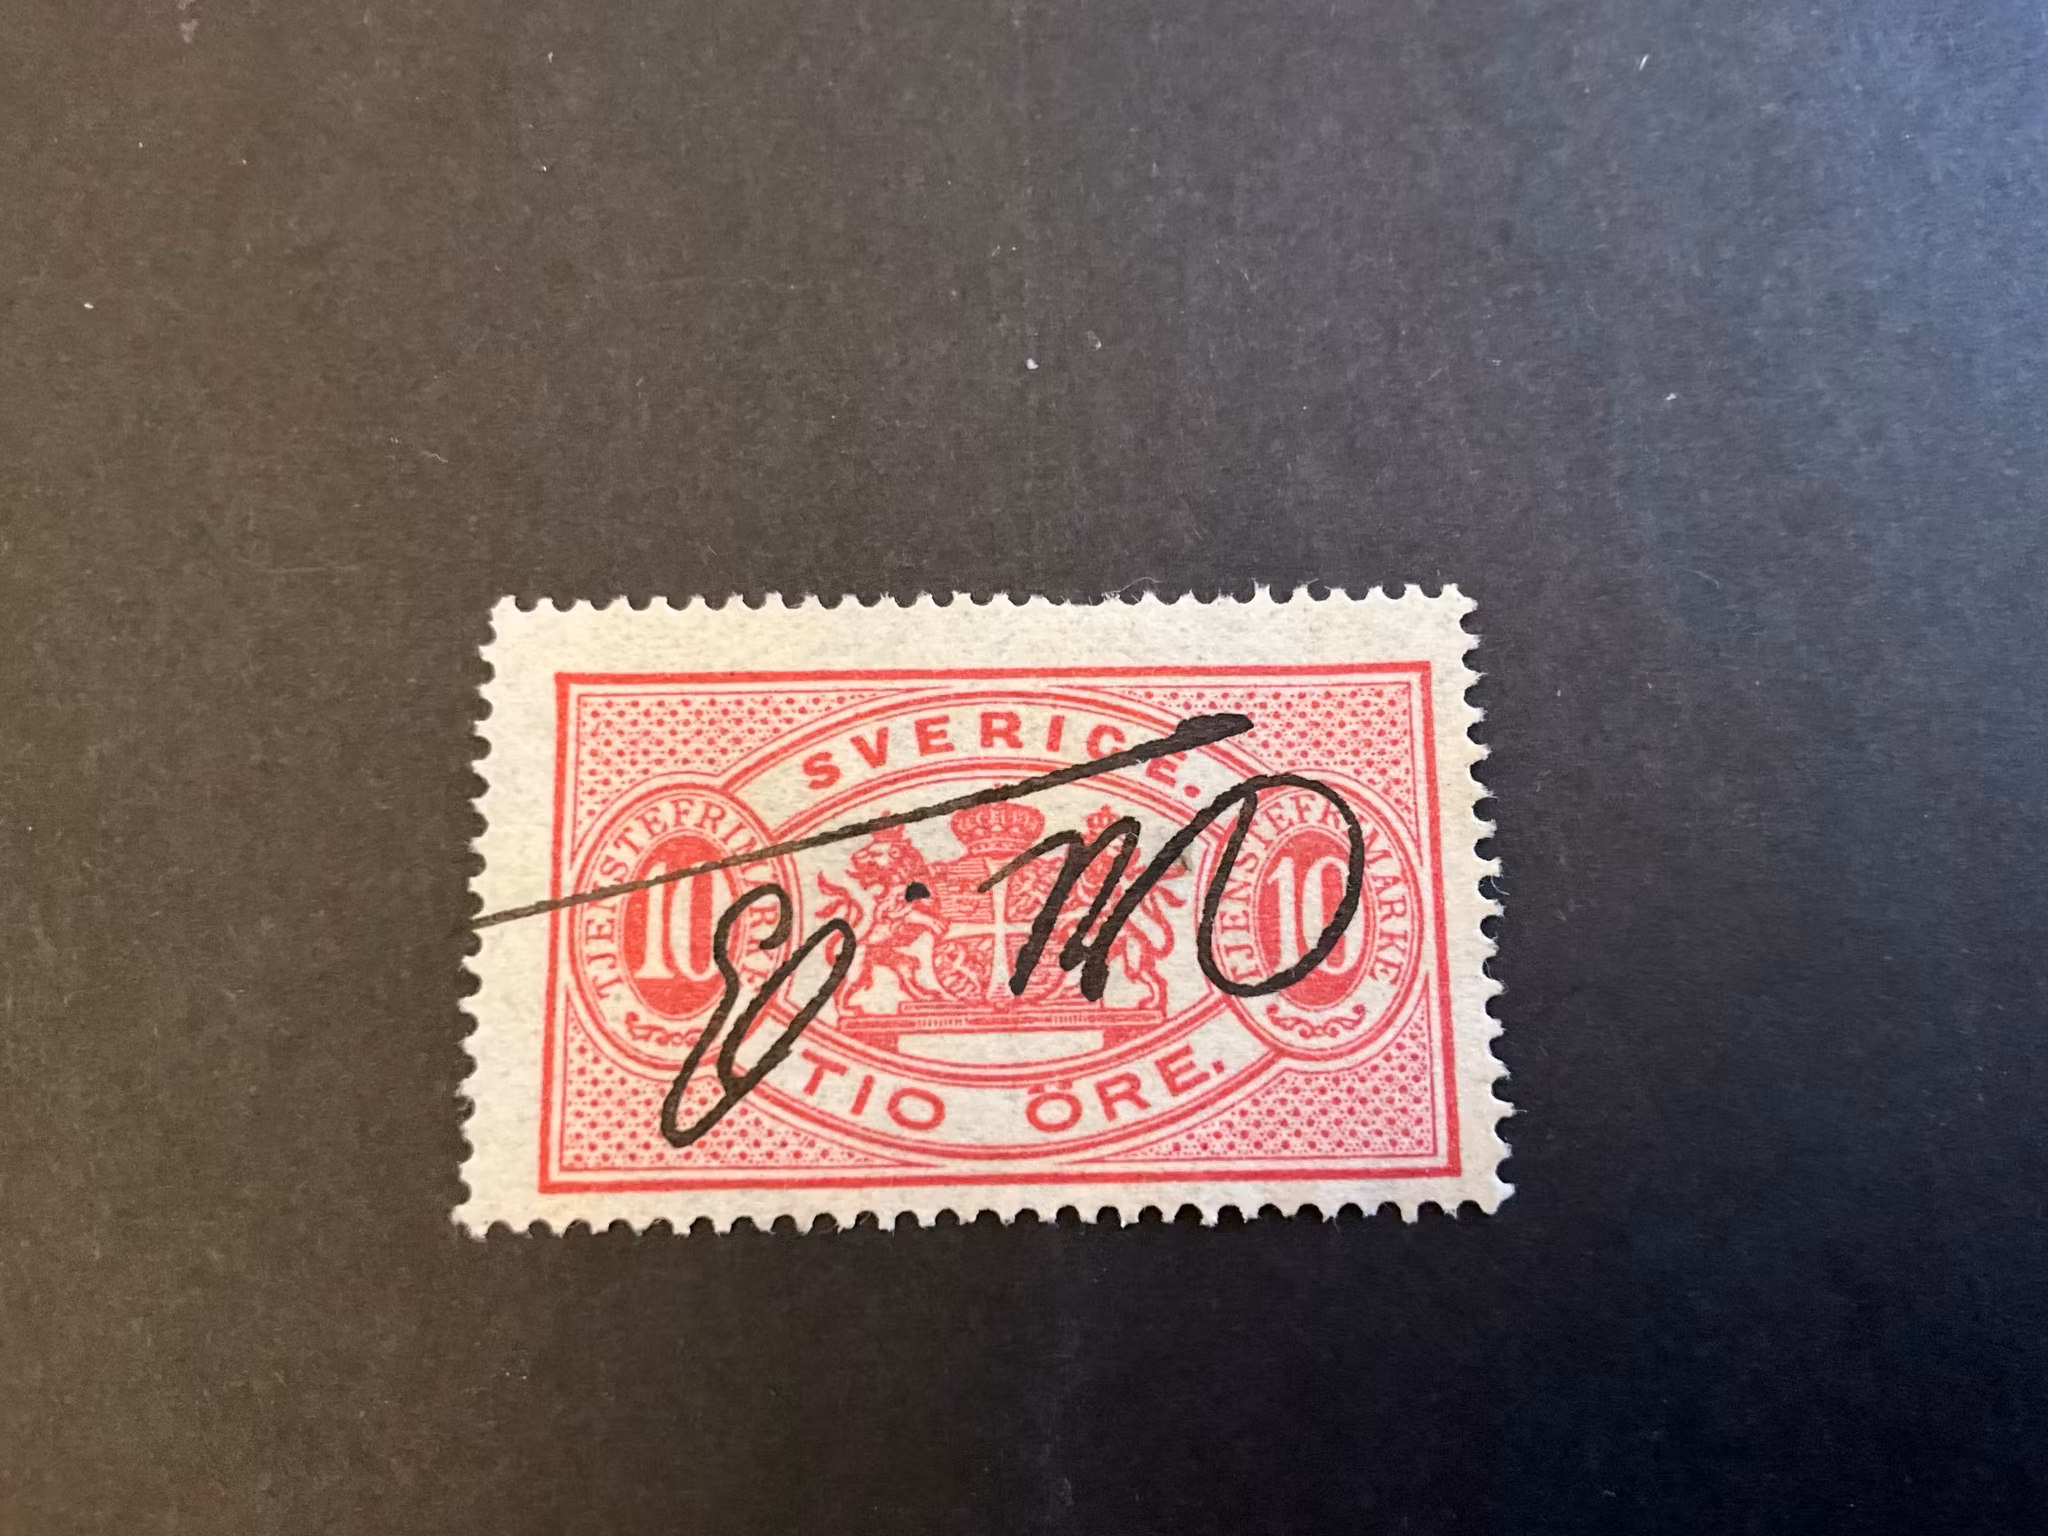 SVERIGE.
TJENSTEFRIMÄRKE
10
TJENSTEFRIMÄRKE
10
TIO ÖRE.